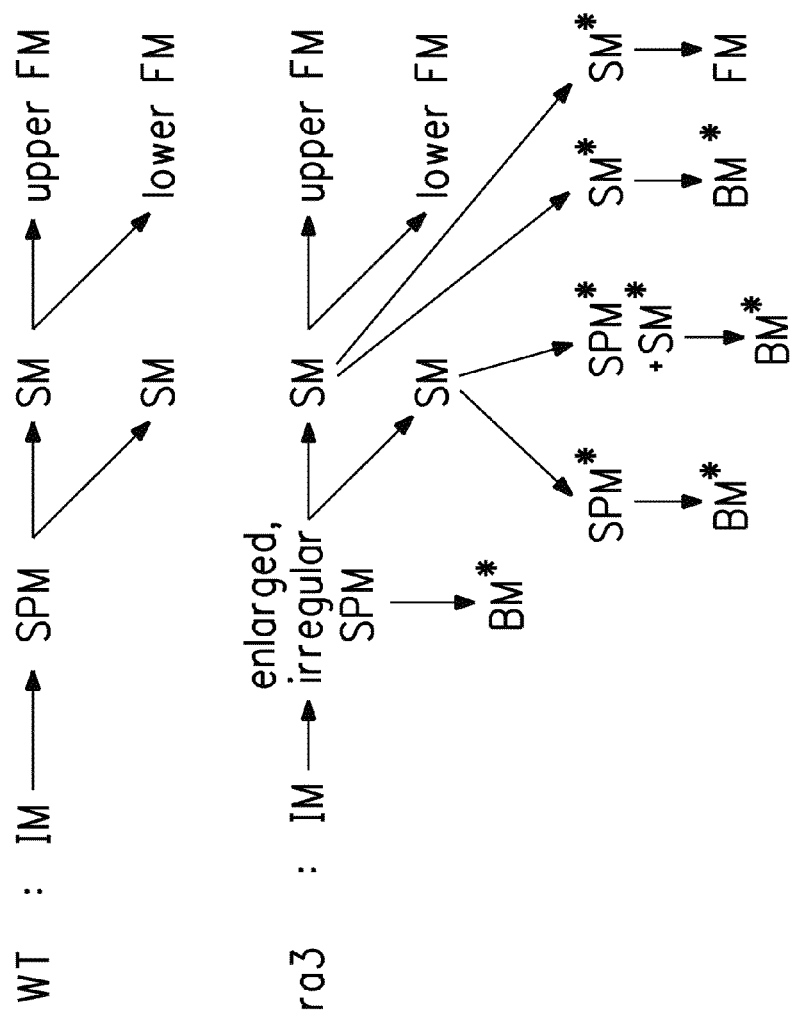 WT : IM SPM SM upper FM
SM lower FM
enlarged,
ra3 : IM irregular SM upper FM
SPM
SM lower FM
BM*
SPM* SPM* SM* SM*
+SM*
BM* BM* FM
BM*